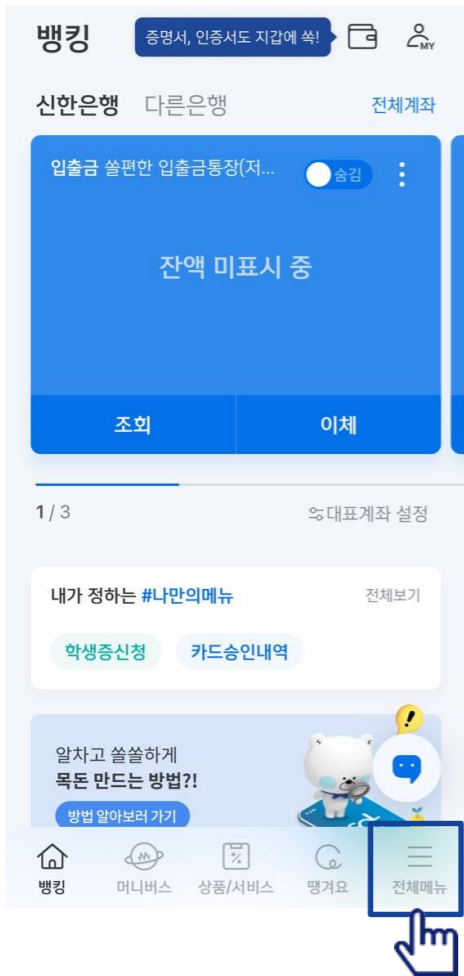 뱅킹
증명서, 인증서도 지갑에 쏙!
MY
신한은행 다른은행 전체계좌
입출금 쏠편한 입출금통장(저...
숨김
잔액 미표시 중
조회 이체
1 / 3 대표계좌 설정
내가 정하는 #나만의메뉴 전체보기
학생증신청 카드승인내역
알차고 쏠쏠하게
목돈 만드는 방법?!
방법 알아보러 가기
뱅킹 머니버스 상품/서비스 땡겨요 전체메뉴